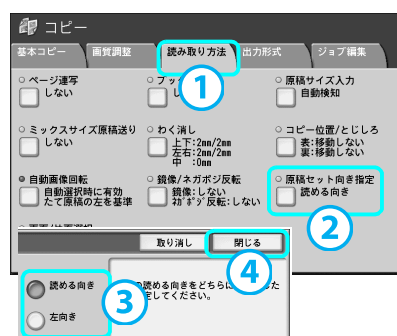 コピー
基本コピー 画質調整 読み取り方法 出力形式 ジョブ編集
ページ連写 原稿サイズ入力
しない 1 自動検知
ミックスサイズ原稿送り わく消し コピー位置/とじしろ
しない 上下:2mm/2mm 表:移動しない
左右:2mm/2mm 裏:移動しない
中 :0mm
自動画像回転 鏡像/ネガポジ反転 原稿セット向き指定
自動選択時に有効 鏡像:しない 読める向き
たて原稿の左を基準 ネガポジ反転:しない
2
取り消し 閉じる
4
読める向き 3 の読める向きをどちらに
定してください。
左向き